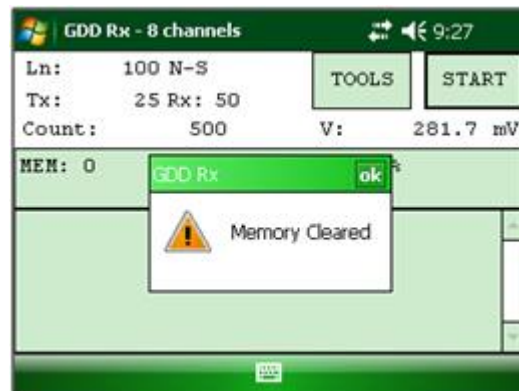 GDD Rx - 8 channels 9:27
Ln: 100 N-S TOOLS START
Tx: 25 Rx: 50
Count: 500 V: 281.7 mV
MEM: 0 %
GDD Rx ok
Memory Cleared